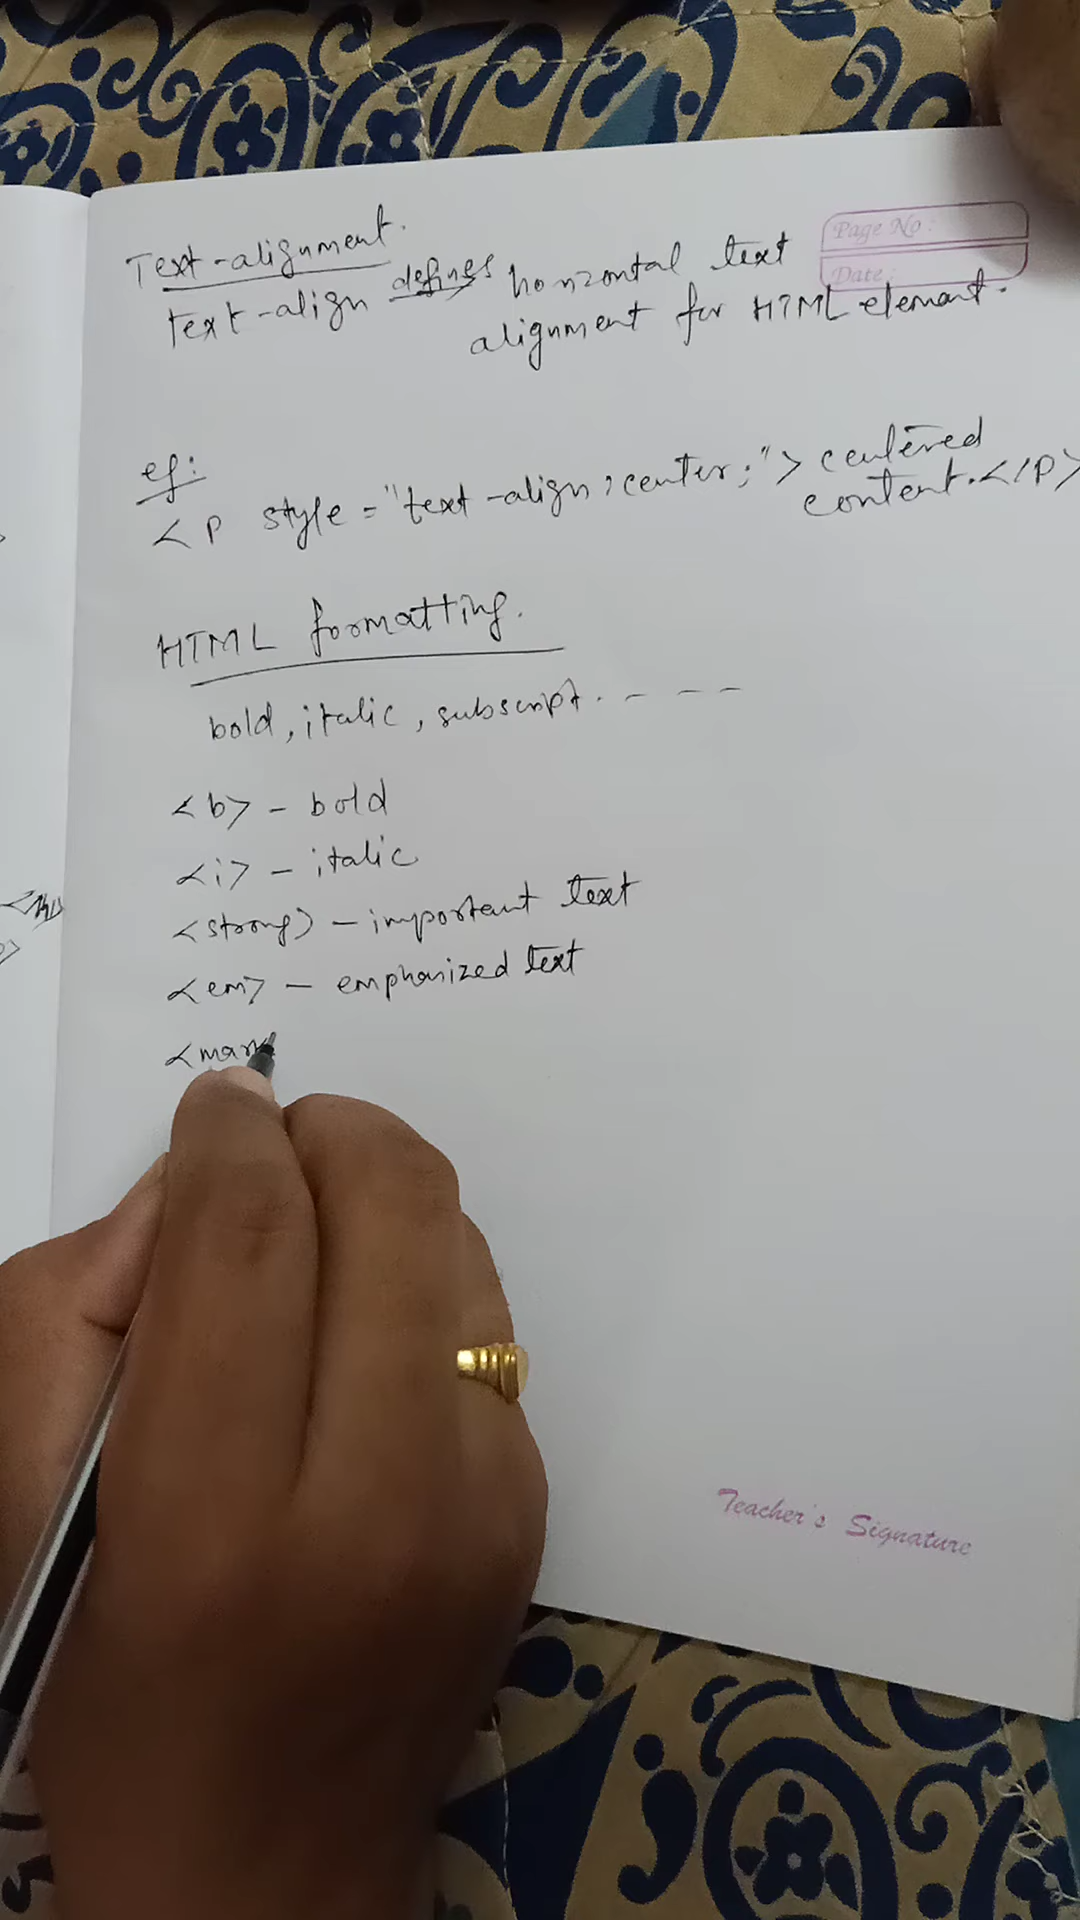 Text-alignment.
Page No :
Date :
text-align defines horizontal text
alignment for HTML element.
eg:
<p style="text-align:center;"> centered
content.</p>
HTML formatting.
bold, italic, subscript. - - -
<b> - bold
<i> - italic
<strong> - important text
<em> - emphasized text
<mark
Teacher's Signature